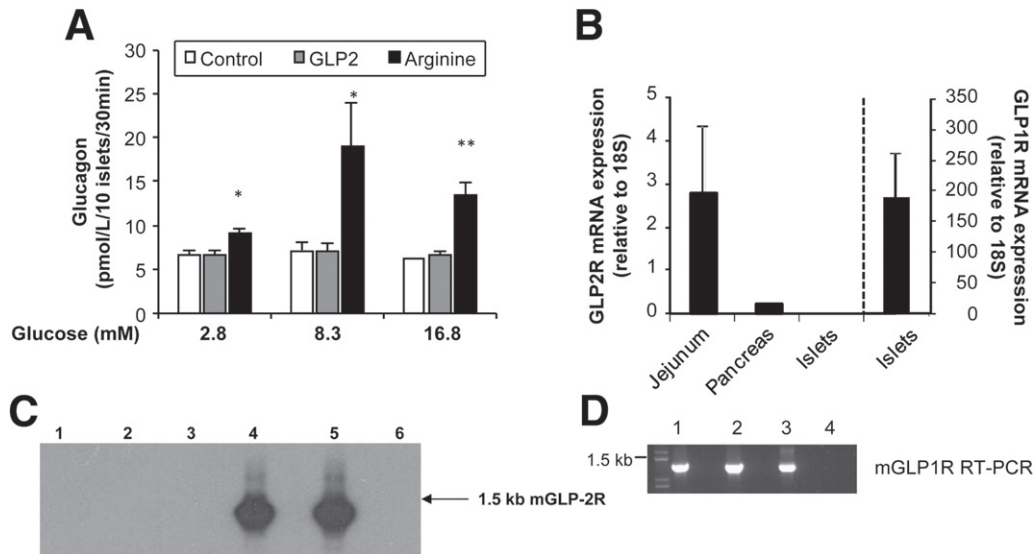 A
Control GLP2 Arginine
Glucagon
(pmol/L/10 islets/30min)
30
25
20
15
10
5
0
*
*
**
Glucose (mM) 2.8 8.3 16.8
B
GLP2R mRNA expression
(relative to 18S)
5
4
3
2
1
0
350
300
250
200
150
100
50
0
GLP1R mRNA expression
(relative to 18S)
Jejunum Pancreas Islets Islets
C
1 2 3 4 5 6
1.5 kb mGLP-2R
D
1 2 3 4
1.5 kb
mGLP1R RT-PCR